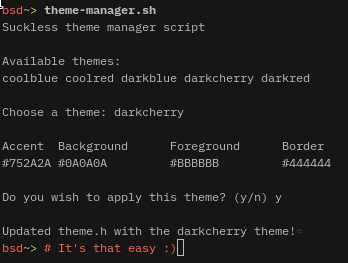 bsd~> theme-manager.sh
Suckless theme manager script
Available themes:
coolblue coolred darkblue darkcherry darkred
Choose a theme: darkcherry
Accent Background Foreground Border
#752A2A #0A0A0A #BBBBBB #444444
Do you wish to apply this theme? (y/n) y
Updated theme.h with the darkcherry theme!
bsd~> # It's that easy :)